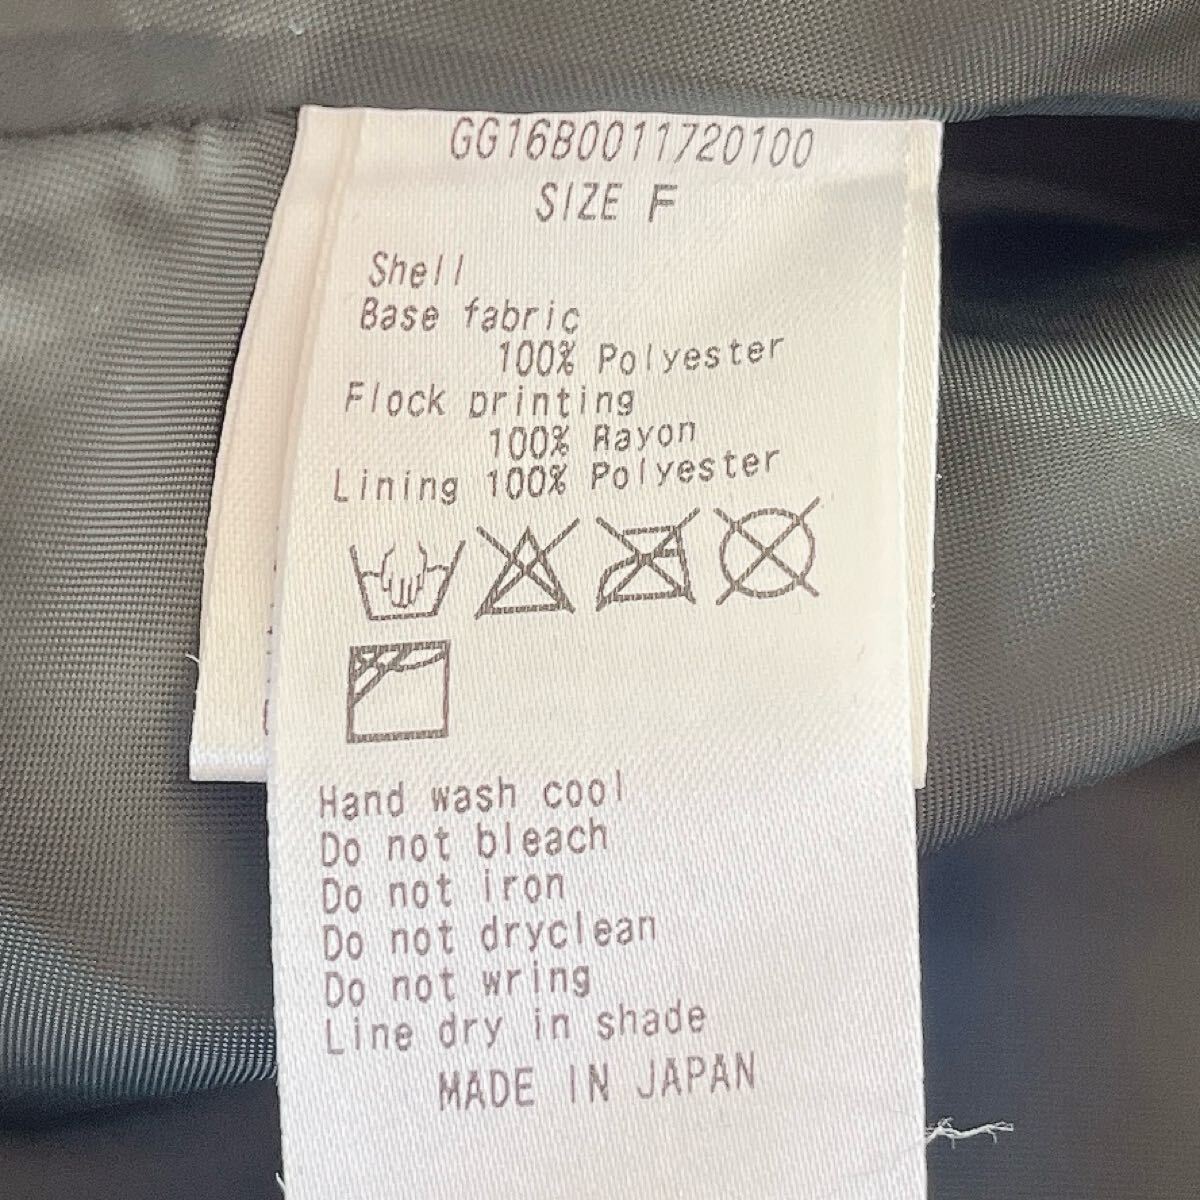 GG16B0011720100
SIZE F
Shell
Base fabric
100% Polyester
Flock printing
100% Rayon
Lining 100% Polyester
Hand wash cool
Do not bleach
Do not iron
Do not dryclean
Do not wring
Line dry in shade
MADE IN JAPAN